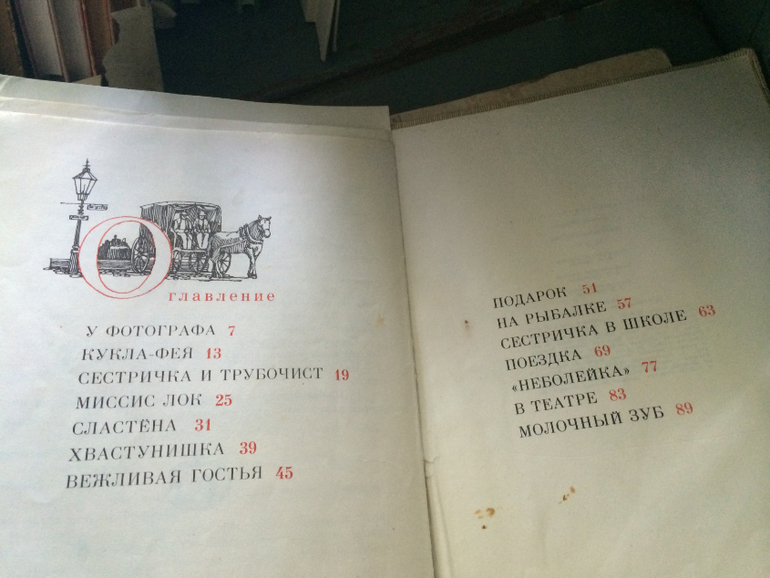 Оглавление
У ФОТОГРАФА 7
КУКЛА-ФЕЯ 13
СЕСТРИЧКА И ТРУБОЧИСТ 19
МИССИС ЛОК 25
СЛАСТЁНА 31
ХВАСТУНИШКА 39
ВЕЖЛИВАЯ ГОСТЬЯ 45
ПОДАРОК 51
НА РЫБАЛКЕ 57
СЕСТРИЧКА В ШКОЛЕ 63
ПОЕЗДКА 69
«НЕБОЛЕЙКА» 77
В ТЕАТРЕ 83
МОЛОЧНЫЙ ЗУБ 89